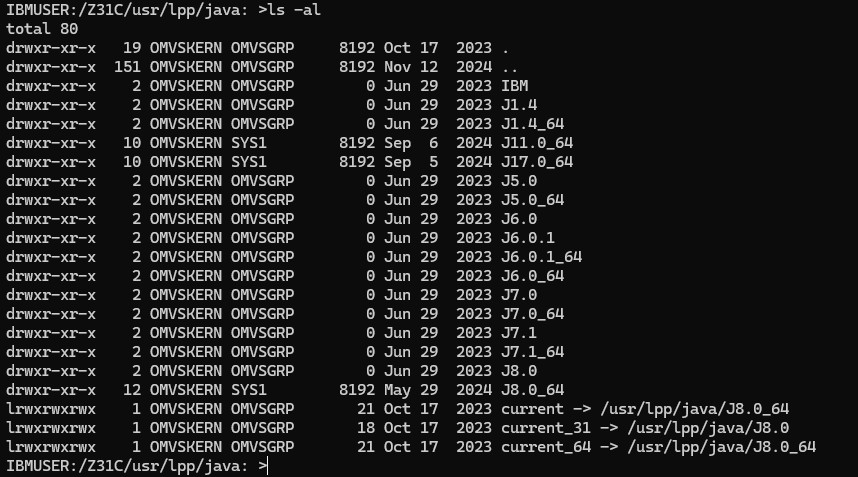 IBMUSER:/Z31C/usr/lpp/java: >ls -al
total 80
drwxr-xr-x   19 OMVSKERN OMVSGRP     8192 Oct 17  2023 .
drwxr-xr-x  151 OMVSKERN OMVSGRP     8192 Nov 12  2024 ..
drwxr-xr-x    2 OMVSKERN OMVSGRP        0 Jun 29  2023 IBM
drwxr-xr-x    2 OMVSKERN OMVSGRP        0 Jun 29  2023 J1.4
drwxr-xr-x    2 OMVSKERN OMVSGRP        0 Jun 29  2023 J1.4_64
drwxr-xr-x   10 OMVSKERN SYS1        8192 Sep  6  2024 J11.0_64
drwxr-xr-x   10 OMVSKERN SYS1        8192 Sep  5  2024 J17.0_64
drwxr-xr-x    2 OMVSKERN OMVSGRP        0 Jun 29  2023 J5.0
drwxr-xr-x    2 OMVSKERN OMVSGRP        0 Jun 29  2023 J5.0_64
drwxr-xr-x    2 OMVSKERN OMVSGRP        0 Jun 29  2023 J6.0
drwxr-xr-x    2 OMVSKERN OMVSGRP        0 Jun 29  2023 J6.0.1
drwxr-xr-x    2 OMVSKERN OMVSGRP        0 Jun 29  2023 J6.0.1_64
drwxr-xr-x    2 OMVSKERN OMVSGRP        0 Jun 29  2023 J6.0_64
drwxr-xr-x    2 OMVSKERN OMVSGRP        0 Jun 29  2023 J7.0
drwxr-xr-x    2 OMVSKERN OMVSGRP        0 Jun 29  2023 J7.0_64
drwxr-xr-x    2 OMVSKERN OMVSGRP        0 Jun 29  2023 J7.1
drwxr-xr-x    2 OMVSKERN OMVSGRP        0 Jun 29  2023 J7.1_64
drwxr-xr-x    2 OMVSKERN OMVSGRP        0 Jun 29  2023 J8.0
drwxr-xr-x   12 OMVSKERN SYS1        8192 May 29  2024 J8.0_64
lrwxrwxrwx    1 OMVSKERN OMVSGRP       21 Oct 17  2023 current -> /usr/lpp/java/J8.0_64
lrwxrwxrwx    1 OMVSKERN OMVSGRP       18 Oct 17  2023 current_31 -> /usr/lpp/java/J8.0
lrwxrwxrwx    1 OMVSKERN OMVSGRP       21 Oct 17  2023 current_64 -> /usr/lpp/java/J8.0_64
IBMUSER:/Z31C/usr/lpp/java: >